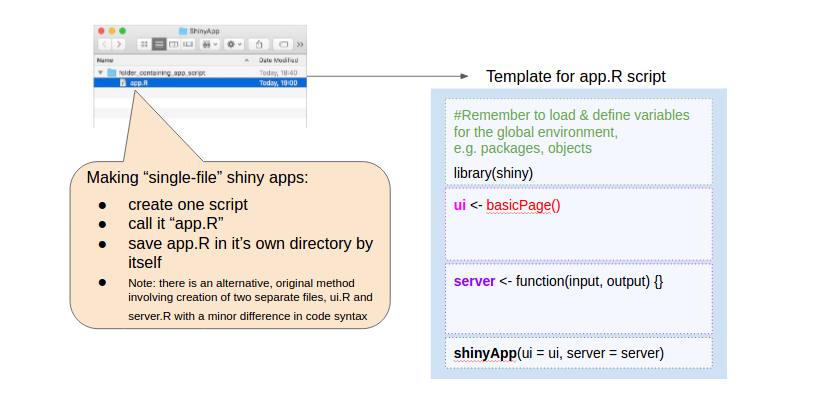 ShinyApp
Name
Date Modified
folder_containing_app_script
Today, 18:40
app.R
Today, 19:00
Template for app.R script
#Remember to load & define variables
for the global environment,
e.g. packages, objects
library(shiny)
ui <- basicPage()
server <- function(input, output) {}
shinyApp(ui = ui, server = server)
Making “single-file” shiny apps:
● create one script
● call it “app.R”
● save app.R in it’s own directory by
itself
● Note: there is an alternative, original method
involving creation of two separate files, ui.R and
server.R with a minor difference in code syntax